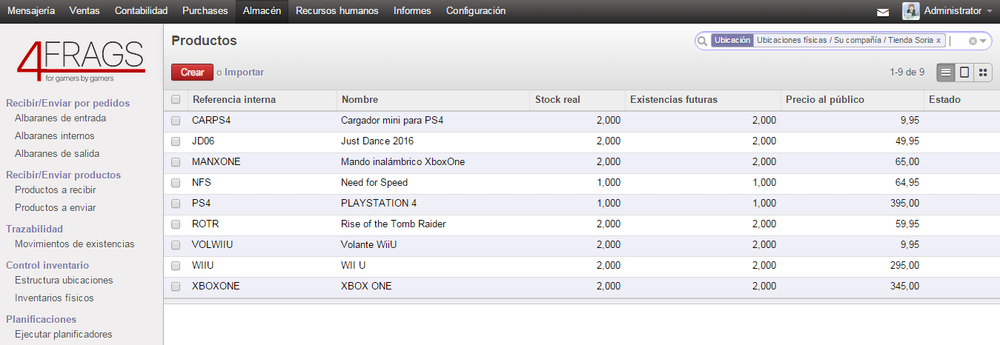 Mensajería Ventas Contabilidad Purchases Almacén Recursos humanos Informes Configuración Administrator
4FRAGS
for gamers by gamers
Recibir/Enviar por pedidos
Albaranes de entrada
Albaranes internos
Albaranes de salida
Recibir/Enviar productos
Productos a recibir
Productos a enviar
Trazabilidad
Movimientos de existencias
Control inventario
Estructura ubicaciones
Inventarios físicos
Planificaciones
Ejecutar planificadores
Productos
Ubicación Ubicaciones físicas / Su compañía / Tienda Soria x
Crear o Importar
1-9 de 9
Referencia interna Nombre Stock real Existencias futuras Precio al público Estado
CARPS4 Cargador mini para PS4 2,000 2,000 9,95
JD06 Just Dance 2016 2,000 2,000 49,95
MANXONE Mando inalámbrico XboxOne 2,000 2,000 65,00
NFS Need for Speed 1,000 1,000 64,95
PS4 PLAYSTATION 4 1,000 1,000 395,00
ROTR Rise of the Tomb Raider 2,000 2,000 59,95
VOLWIIU Volante WiiU 2,000 2,000 9,95
WIIU WII U 2,000 2,000 295,00
XBOXONE XBOX ONE 2,000 2,000 345,00